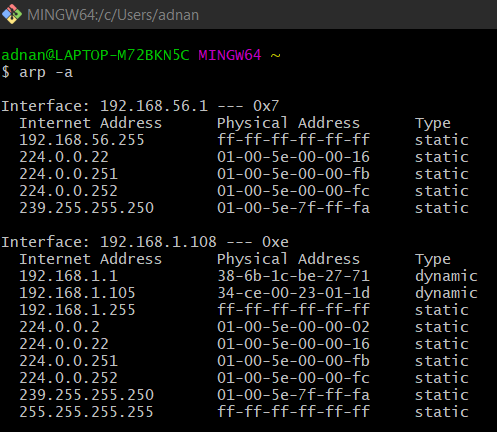 MINGW64:/c/Users/adnan
adnan@LAPTOP-M72BKN5C MINGW64 ~
$ arp -a
Interface: 192.168.56.1 --- 0x7
Internet Address Physical Address Type
192.168.56.255 ff-ff-ff-ff-ff-ff static
224.0.0.22 01-00-5e-00-00-16 static
224.0.0.251 01-00-5e-00-00-fb static
224.0.0.252 01-00-5e-00-00-fc static
239.255.255.250 01-00-5e-7f-ff-fa static
Interface: 192.168.1.108 --- 0xe
Internet Address Physical Address Type
192.168.1.1 38-6b-1c-be-27-71 dynamic
192.168.1.105 34-ce-00-23-01-1d dynamic
192.168.1.255 ff-ff-ff-ff-ff-ff static
224.0.0.2 01-00-5e-00-00-02 static
224.0.0.22 01-00-5e-00-00-16 static
224.0.0.251 01-00-5e-00-00-fb static
224.0.0.252 01-00-5e-00-00-fc static
239.255.255.250 01-00-5e-7f-ff-fa static
255.255.255.255 ff-ff-ff-ff-ff-ff static